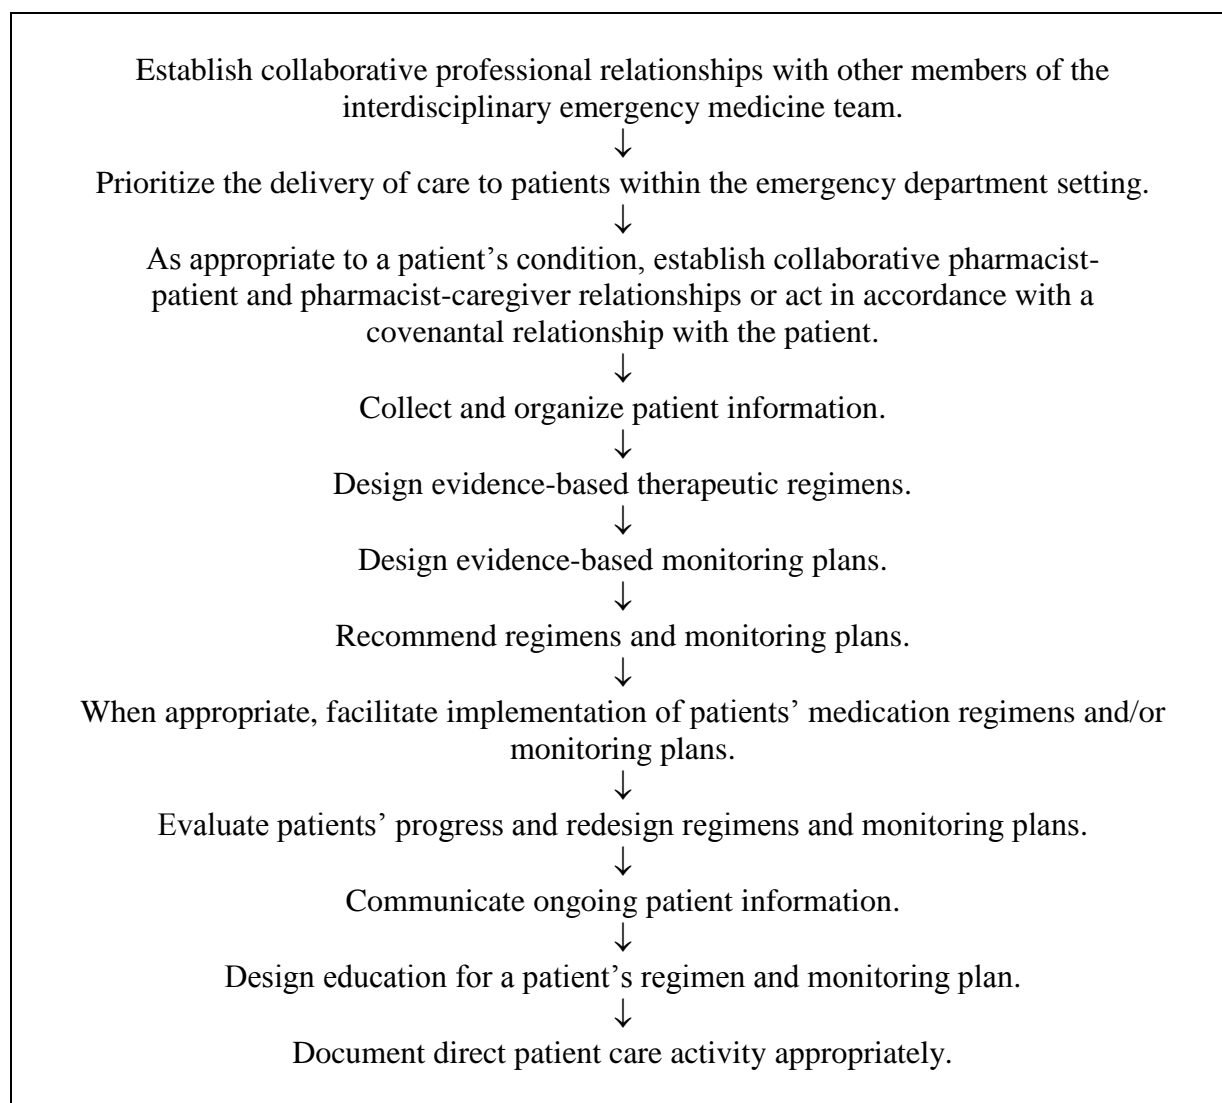 Establish collaborative professional relationships with other members of the
interdisciplinary emergency medicine team.
↓
Prioritize the delivery of care to patients within the emergency department setting.
↓
As appropriate to a patient’s condition, establish collaborative pharmacist-
patient and pharmacist-caregiver relationships or act in accordance with a
covenantal relationship with the patient.
↓
Collect and organize patient information.
↓
Design evidence-based therapeutic regimens.
↓
Design evidence-based monitoring plans.
↓
Recommend regimens and monitoring plans.
↓
When appropriate, facilitate implementation of patients’ medication regimens and/or
monitoring plans.
↓
Evaluate patients’ progress and redesign regimens and monitoring plans.
↓
Communicate ongoing patient information.
↓
Design education for a patient’s regimen and monitoring plan.
↓
Document direct patient care activity appropriately.